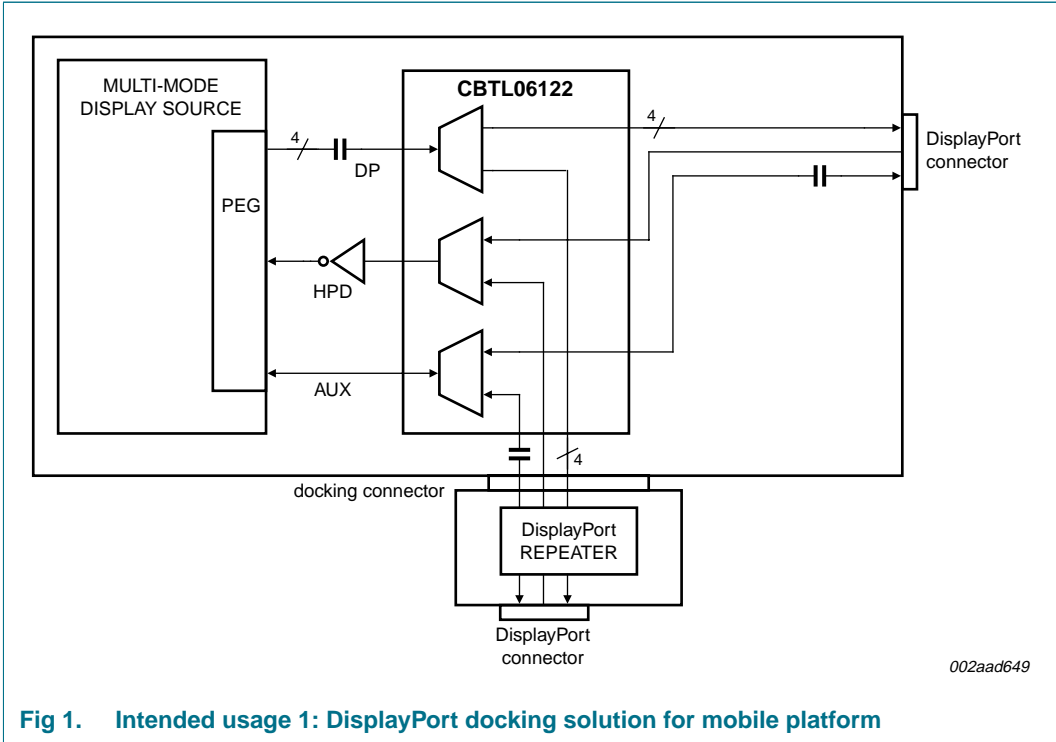 MULTI-MODE
DISPLAY SOURCE
CBTL06122
4
4
DP
DisplayPort
connector
PEG
HPD
AUX
4
docking connector
DisplayPort
REPEATER
DisplayPort
connector
002aad649
Fig 1. Intended usage 1: DisplayPort docking solution for mobile platform